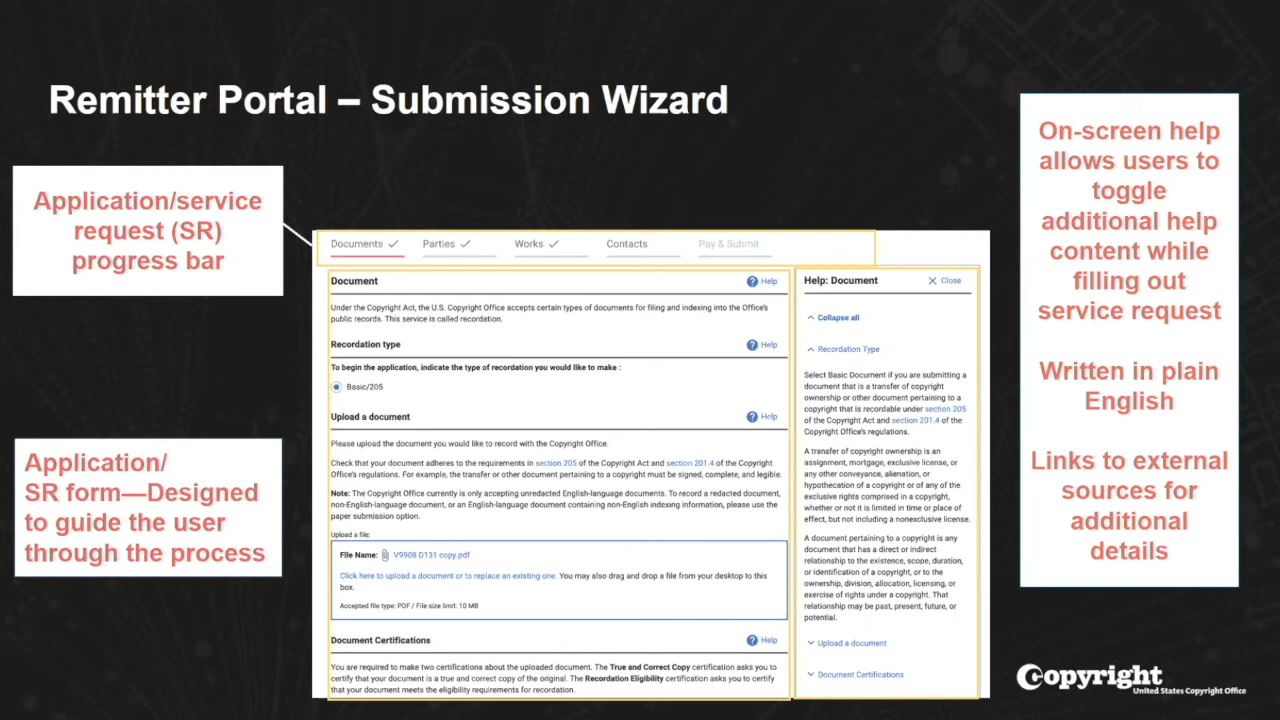 Remitter Portal – Submission Wizard
Application/service
request (SR)
progress bar
Application/
SR form—Designed
to guide the user
through the process
Documents
Parties
Works
Contacts
Pay & Submit
Document
Help
Under the Copyright Act, the U.S. Copyright Office accepts certain types of documents for filing and indexing into the Office's
public records. This service is called recordation.
Recordation type
Help
To begin the application, indicate the type of recordation you would like to make :
Basic/205
Upload a document
Help
Please upload the document you would like to record with the Copyright Office.
Check that your document adheres to the requirements in section 205 of the Copyright Act and section 201.4 of the Copyright
Office's regulations. For example, the transfer or other document pertaining to a copyright must be signed, complete, and legible.
Note: The Copyright Office currently is only accepting unredacted English-language documents. To record a redacted document,
non-English-language document, or an English-language document containing non-English indexing information, please use the
paper submission option.
Upload a file:
File Name: V9908 D131 copy.pdf
Click here to upload a document or to replace an existing one. You may also drag and drop a file from your desktop to this
box.
Accepted file type: PDF / File size limit: 10 MB
Document Certifications
Help
You are required to make two certifications about the uploaded document. The True and Correct Copy certification asks you to
certify that your document is a true and correct copy of the original. The Recordation Eligibility certification asks you to certify
that your document meets the eligibility requirements for recordation.
Help: Document
Close
Collapse all
Recordation Type
Select Basic Document if you are submitting a
document that is a transfer of copyright
ownership or other document pertaining to a
copyright that is recordable under section 205
of the Copyright Act and section 201.4 of the
Copyright Office's regulations.
A transfer of copyright ownership is an
assignment, mortgage, exclusive license, or
any other conveyance, alienation, or
hypothecation of a copyright or of any of the
exclusive rights comprised in a copyright,
whether or not it is limited in time or place of
effect, but not including a nonexclusive license.
A document pertaining to a copyright is any
document that has a direct or indirect
relationship to the existence, scope, duration,
or identification of a copyright, or to the
ownership, division, allocation, licensing, or
exercise of rights under a copyright. That
relationship may be past, present, future, or
potential.
Upload a document
Document Certifications
On-screen help
allows users to
toggle
additional help
content while
filling out
service request
Written in plain
English
Links to external
sources for
additional
details
Copyright
United States Copyright Office